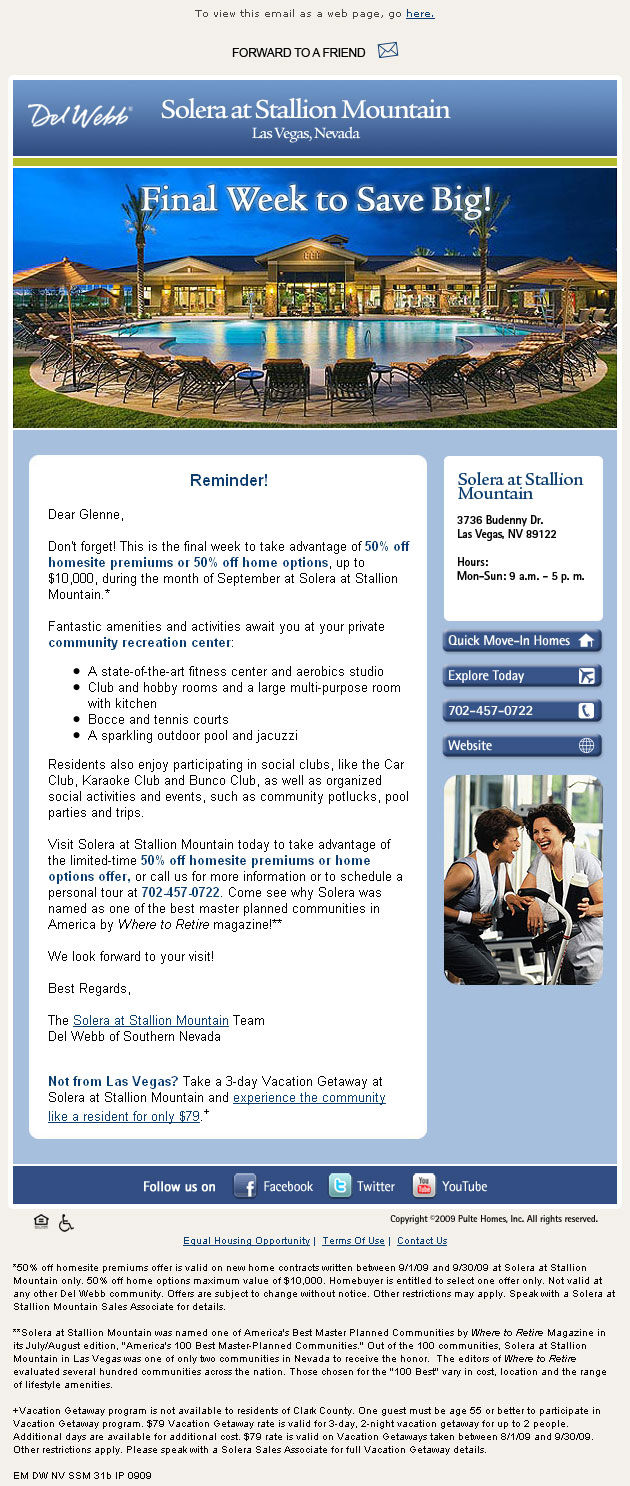 To view this email as a web page, go here.
FORWARD TO A FRIEND
Del Webb®
Solera at Stallion Mountain
Las Vegas, Nevada
Final Week to Save Big!
Reminder!
Dear Glenne,
Don't forget! This is the final week to take advantage of 50% off
homesite premiums or 50% off home options, up to
$10,000, during the month of September at Solera at Stallion
Mountain.*
Fantastic amenities and activities await you at your private
community recreation center:
● A state-of-the-art fitness center and aerobics studio
● Club and hobby rooms and a large multi-purpose room
with kitchen
● Bocce and tennis courts
● A sparkling outdoor pool and jacuzzi
Residents also enjoy participating in social clubs, like the Car
Club, Karaoke Club and Bunco Club, as well as organized
social activities and events, such as community potlucks, pool
parties and trips.
Visit Solera at Stallion Mountain today to take advantage of
the limited-time 50% off homesite premiums or home
options offer, or call us for more information or to schedule a
personal tour at 702-457-0722. Come see why Solera was
named as one of the best master planned communities in
America by Where to Retire magazine!**
We look forward to your visit!
Best Regards,
The Solera at Stallion Mountain Team
Del Webb of Southern Nevada
Not from Las Vegas? Take a 3-day Vacation Getaway at
Solera at Stallion Mountain and experience the community
like a resident for only $79.+
Solera at Stallion
Mountain
3736 Budenny Dr.
Las Vegas, NV 89122
Hours:
Mon-Sun: 9 a.m. - 5 p. m.
Quick Move-In Homes
Explore Today
702-457-0722
Website
Follow us on Facebook Twitter You Tube YouTube
Copyright ©2009 Pulte Homes, Inc. All rights reserved.
Equal Housing Opportunity | Terms Of Use | Contact Us
*50% off homesite premiums offer is valid on new home contracts written between 9/1/09 and 9/30/09 at Solera at Stallion
Mountain only. 50% off home options maximum value of $10,000. Homebuyer is entitled to select one offer only. Not valid at
any other Del Webb community. Offers are subject to change without notice. Other restrictions may apply. Speak with a Solera at
Stallion Mountain Sales Associate for details.
**Solera at Stallion Mountain was named one of America's Best Master Planned Communities by Where to Retire Magazine in
its July/August edition, "America's 100 Best Master-Planned Communities." Out of the 100 communities, Solera at Stallion
Mountain in Las Vegas was one of only two communities in Nevada to receive the honor. The editors of Where to Retire
evaluated several hundred communities across the nation. Those chosen for the "100 Best" vary in cost, location and the range
of lifestyle amenities.
+Vacation Getaway program is not available to residents of Clark County. One guest must be age 55 or better to participate in
Vacation Getaway program. $79 Vacation Getaway rate is valid for 3-day, 2-night vacation getaway for up to 2 people.
Additional days are available for additional cost. $79 rate is valid on Vacation Getaways taken between 8/1/09 and 9/30/09.
Other restrictions apply. Please speak with a Solera Sales Associate for full Vacation Getaway details.
EM DW NV SSM 31b IP 0909